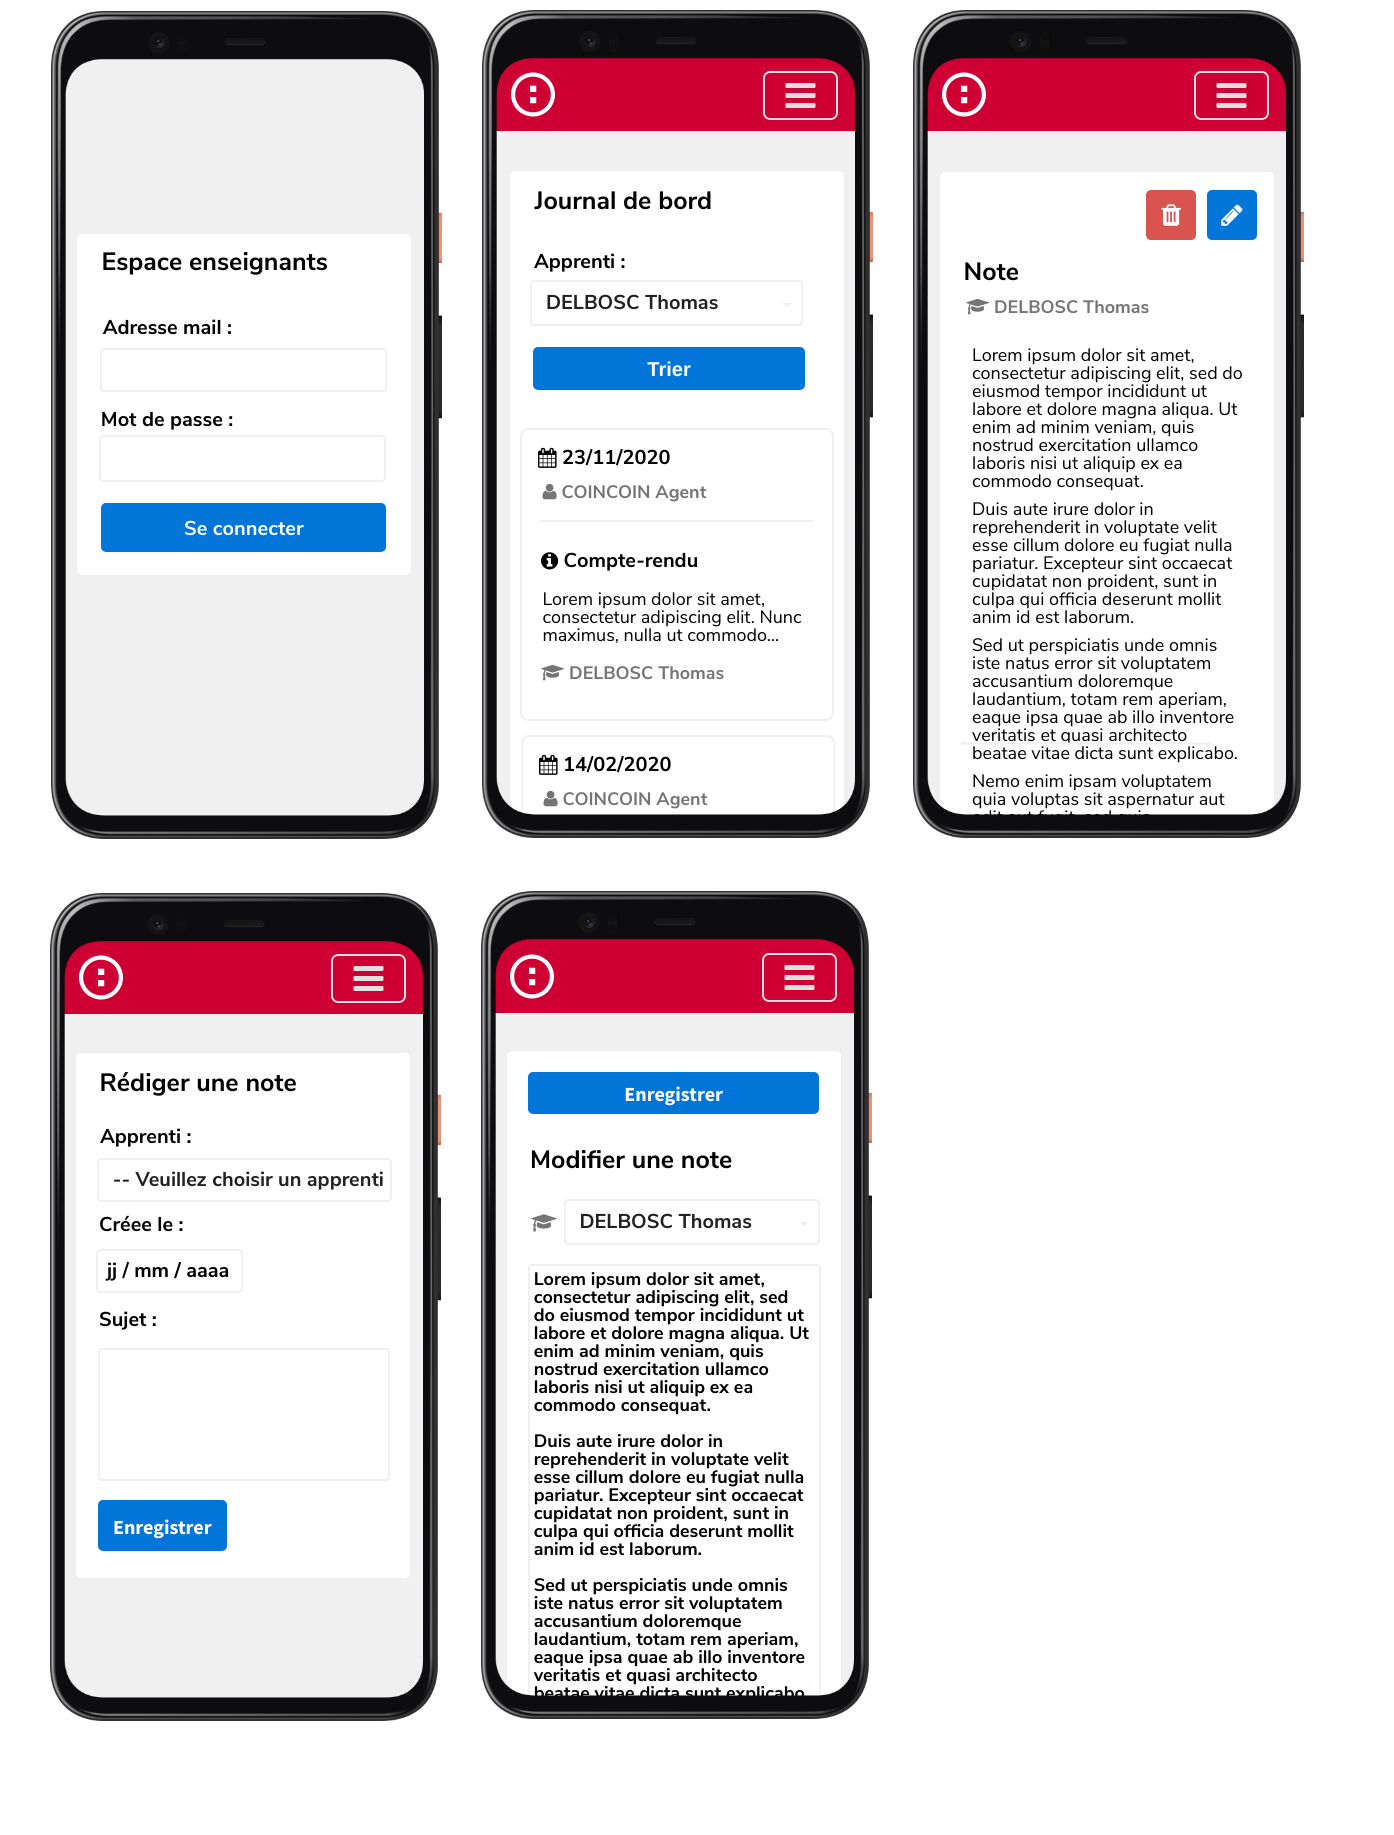 Espace enseignants
Adresse mail :
Mot de passe :
Se connecter
Journal de bord
Apprenti :
DELBOSC Thomas
Trier
23/11/2020
COINCOIN Agent
Compte-rendu
Lorem ipsum dolor sit amet,
consectetur adipiscing elit. Nunc
maximus, nulla ut commodo...
DELBOSC Thomas
14/02/2020
COINCOIN Agent
Note
DELBOSC Thomas
Lorem ipsum dolor sit amet,
consectetur adipiscing elit, sed do
eiusmod tempor incididunt ut
labore et dolore magna aliqua. Ut
enim ad minim veniam, quis
nostrud exercitation ullamco
laboris nisi ut aliquip ex ea
commodo consequat.
Duis aute irure dolor in
reprehenderit in voluptate velit
esse cillum dolore eu fugiat nulla
pariatur. Excepteur sint occaecat
cupidatat non proident, sunt in
culpa qui officia deserunt mollit
anim id est laborum.
Sed ut perspiciatis unde omnis
iste natus error sit voluptatem
accusantium doloremque
laudantium, totam rem aperiam,
eaque ipsa quae ab illo inventore
veritatis et quasi architecto
beatae vitae dicta sunt explicabo.
Nemo enim ipsam voluptatem
quia voluptas sit aspernatur aut
Rédiger une note
Apprenti :
-- Veuillez choisir un apprenti
Créee le :
jj / mm / aaaa
Sujet :
Enregistrer
Enregistrer
Modifier une note
DELBOSC Thomas
Lorem ipsum dolor sit amet,
consectetur adipiscing elit, sed
do eiusmod tempor incididunt ut
labore et dolore magna aliqua. Ut
enim ad minim veniam, quis
nostrud exercitation ullamco
laboris nisi ut aliquip ex ea
commodo consequat.
Duis aute irure dolor in
reprehenderit in voluptate velit
esse cillum dolore eu fugiat nulla
pariatur. Excepteur sint occaecat
cupidatat non proident, sunt in
culpa qui officia deserunt mollit
anim id est laborum.
Sed ut perspiciatis unde omnis
iste natus error sit voluptatem
accusantium doloremque
laudantium, totam rem aperiam,
eaque ipsa quae ab illo inventore
veritatis et quasi architecto
beatae vitae dicta sunt explicabo